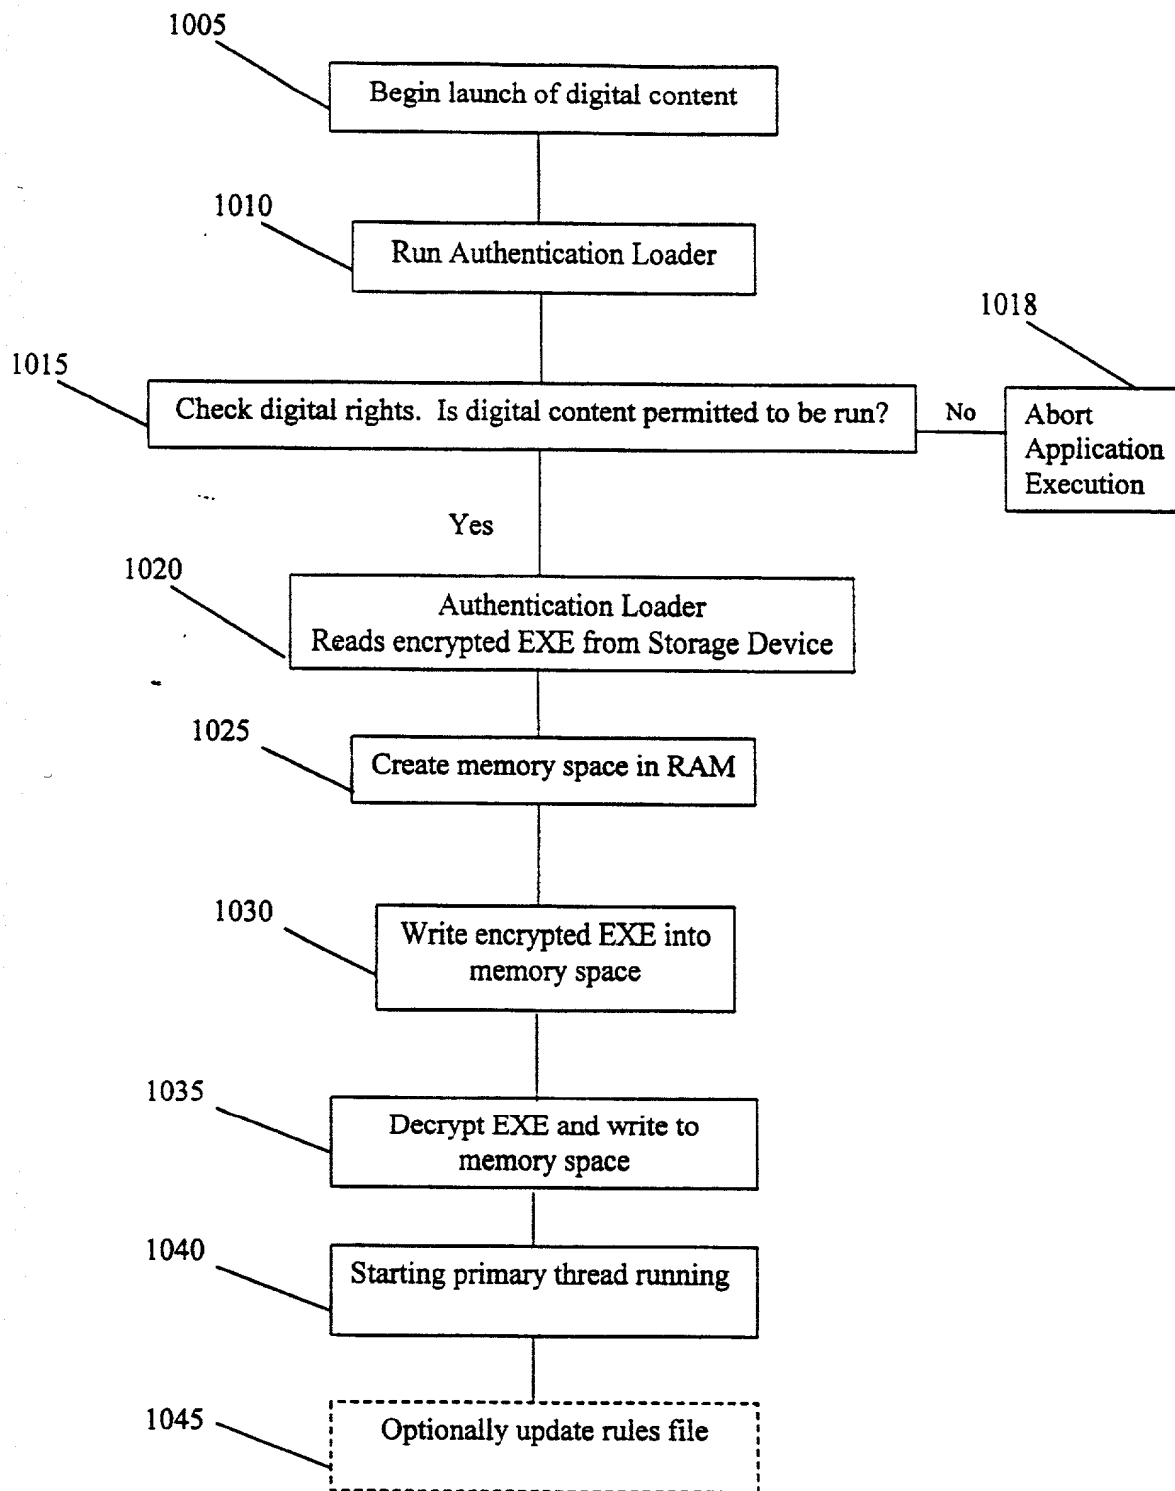 1005
Begin launch of digital content
1010
Run Authentication Loader
1018
1015
Check digital rights. Is digital content permitted to be run?
No
Abort
Application
Execution
Yes
1020
Authentication Loader
Reads encrypted EXE from Storage Device
1025
Create memory space in RAM
1030
Write encrypted EXE into
memory space
1035
Decrypt EXE and write to
memory space
1040
Starting primary thread running
1045
Optionally update rules file